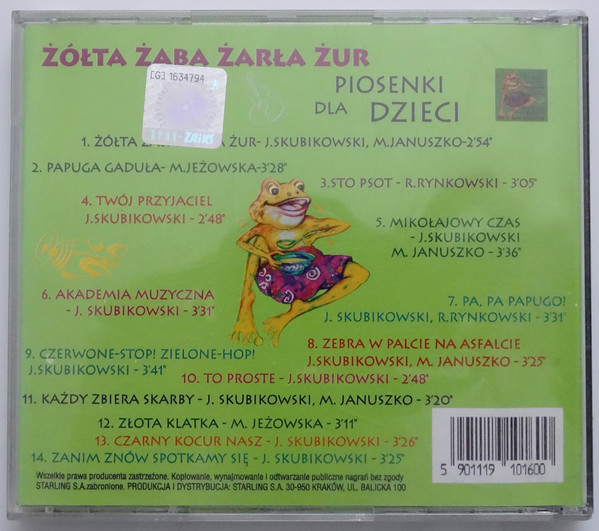 ŻÓŁTA ŻABA ŻARŁA ŻUR
CG3 1634794
PIOSENKI
DLA DZIECI
ZAiKS
1. ŻÓŁTA ŻUR- J.SKUBIKOWSKI, M.JANUSZKO-2'54"
2. PAPUGA GADUŁA- M.JEŻOWSKA-3'28"
3.STO PSOT - R.RYNKOWSKI - 3'05"
4. TWÓJ PRZYJACIEL
J.SKUBIKOWSKI - 2'48"
5. MIKOŁAJOWY CZAS
- J.SKUBIKOWSKI
M. JANUSZKO - 3'36"
6. AKADEMIA MUZYCZNA
- J. SKUBIKOWSKI - 3'31"
7. PA, PA PAPUGO!
J. SKUBIKOWSKI, R.RYNKOWSKI - 3'31"
8. ZEBRA W PALCIE NA ASFALCIE
J.SKUBIKOWSKI, M. JANUSZKO - 3'25"
9. CZERWONE-STOP! ZIELONE-HOP!
J.SKUBIKOWSKI - 3'41"
10. TO PROSTE - J.SKUBIKOWSKI - 2'48"
11. KAŻDY ZBIERA SKARBY - J. SKUBIKOWSKI, M. JANUSZKO - 3'20"
12. ZŁOTA KLATKA - M. JEŻOWSKA - 3'11"
13. CZARNY KOCUR NASZ - J. SKUBIKOWSKI - 3'26"
14. ZANIM ZNÓW SPOTKAMY SIĘ - J. SKUBIKOWSKI - 3'25"
5 901119 101600
Wszelkie prawa producenta zastrzeżone. Kopiowanie, wynajmowanie i odtwarzanie publiczne nagrań bez zgody
STARLING S.A.zabronione. PRODUKCJA I DYSTRYBUCJA: STARLING S.A. 30-950 KRAKÓW, UL. BALICKA 100